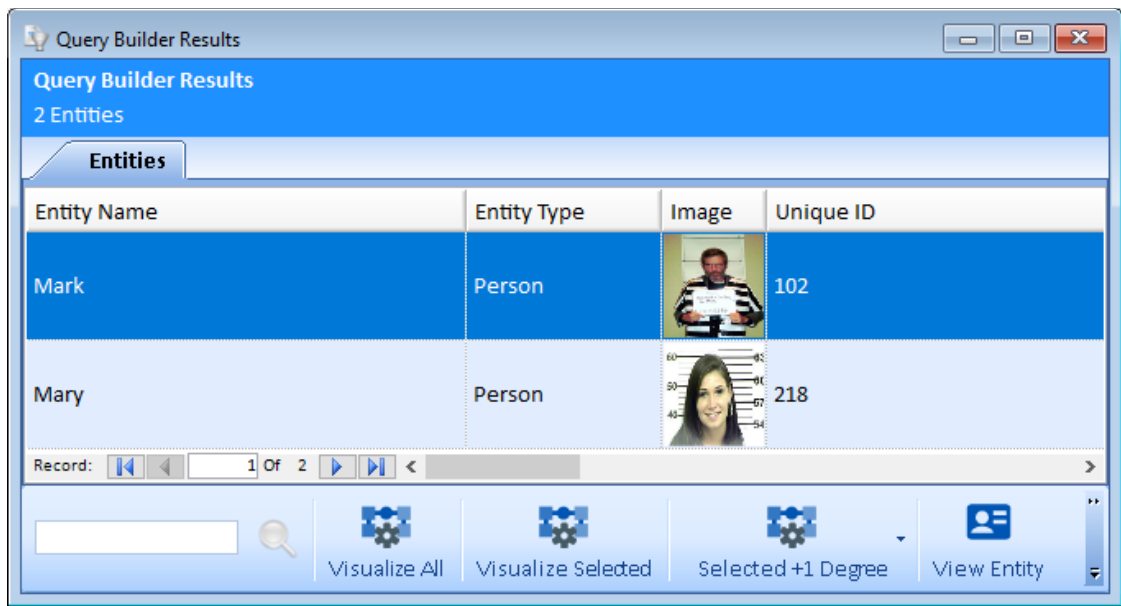 Query Builder Results
Query Builder Results
2 Entities
Entities
Entity Name Entity Type Image Unique ID
Mark Person 102
Mary Person 218
Record: 1 Of 2
Visualize All Visualize Selected Selected +1 Degree View Entity